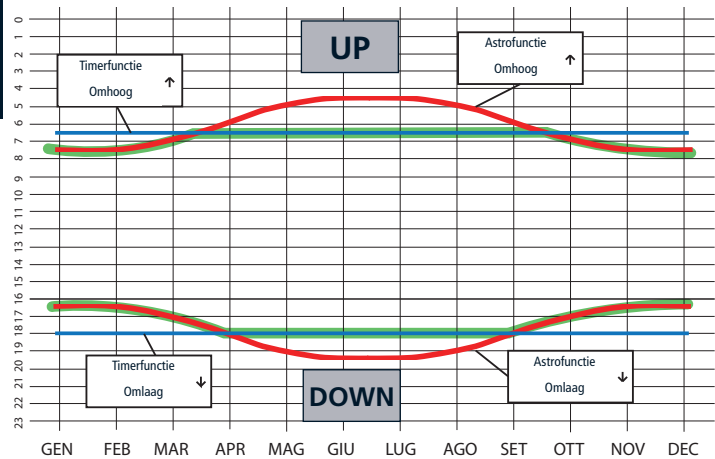 0
1
2
3
4
5
6
7
8
9
10
11
12
13
14
15
16
17
18
19
20
21
22
23
UP
Timerfunctie
Omhoog
↑
Astrofunctie
Omhoog
↑
Timerfunctie
Omlaag
↓
DOWN
Astrofunctie
Omlaag
↓
GEN FEB MAR APR MAG GIU LUG AGO SET OTT NOV DEC